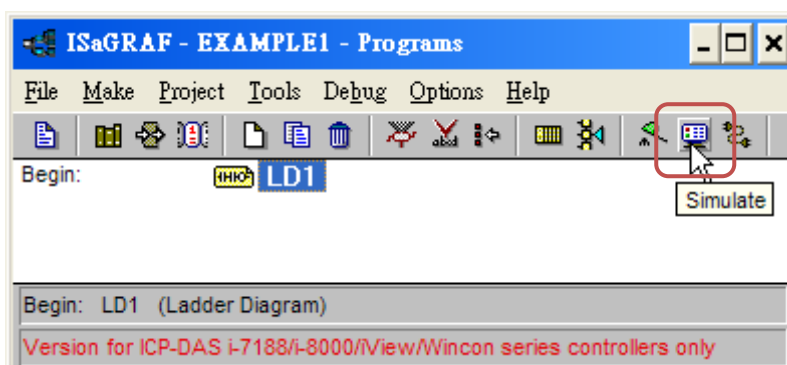 ISaGRAF - EXAMPLE1 - Programs
File Make Project Tools Debug Options Help
Begin: LD1
Simulate
Begin: LD1 (Ladder Diagram)
Version for ICP-DAS i-7188/i-8000/iView/Wincon series controllers only